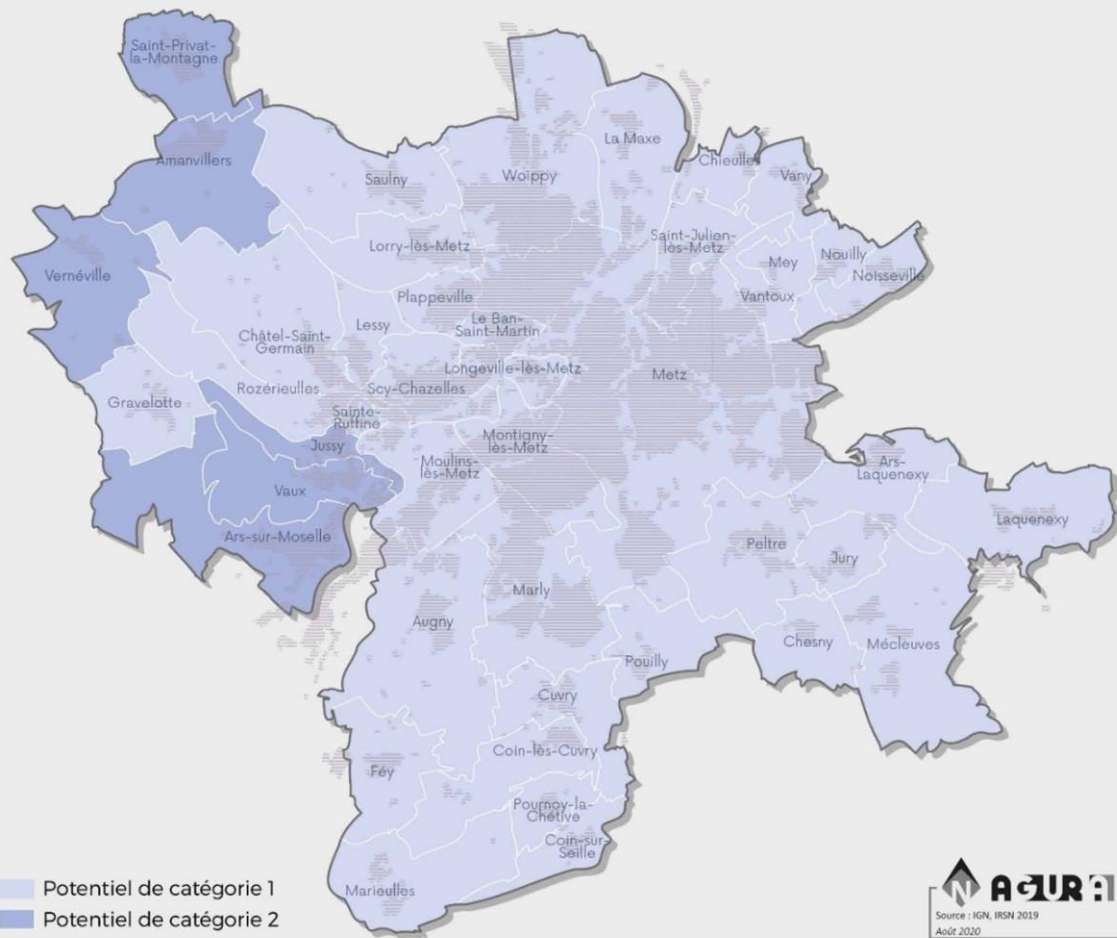 Saint-Privat-
la-Montagne
Amanvillers
Vernéville
Gravelotte
Saulny
Woippy
La Maxe
Chieulles
Vany
Lorry-lès-Metz
Saint-Julien-
lès-Metz
Mey
Nouilly
Noisseville
Vantoux
Plappeville
Le Ban-
Saint-Martin
Lessy
Châtel-Saint-
Germain
Longeville-lès-Metz
Metz
Rozérieulles
Scy-Chazelles
Sainte-
Ruffine
Jussy
Montigny-
lès-Metz
Moulins-
lès-Metz
Vaux
Ars-sur-Moselle
Ars-
Laquenexy
Laquenexy
Peltre
Jury
Marly
Augny
Chesny
Mécleuves
Pouilly
Cuvry
Coin-lès-Cuvry
Féy
Pournoy-la-
Chétive
Coin-sur-
Seille
Marieulles
Potentiel de catégorie 1
Potentiel de catégorie 2
N AGURA
Source : IGN, IRSN 2019
Août 2020